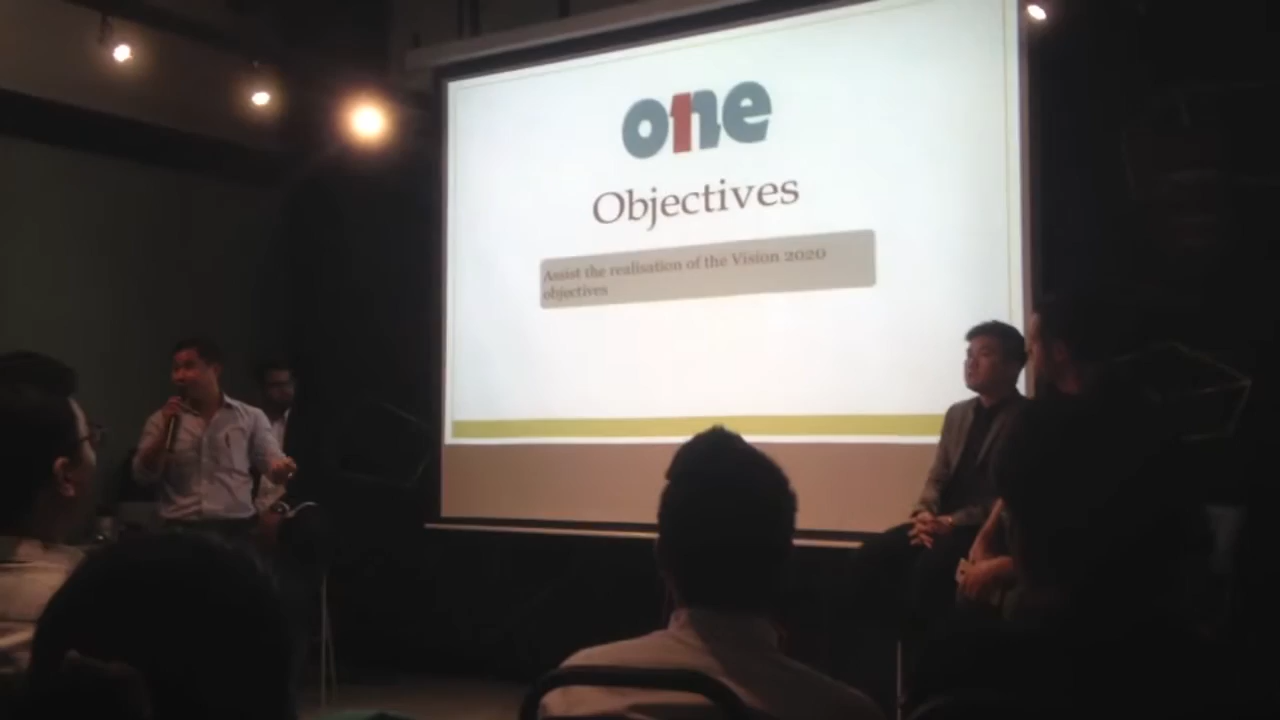 one
Objectives
Assist the realisation of the Vision 2020
objectives